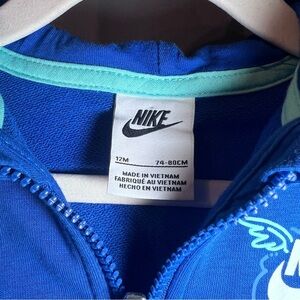 NIKE
12M 74-80CM
MADE IN VIETNAM
FABRIQUÉ AU VIETNAM
HECHO EN VIETNAM